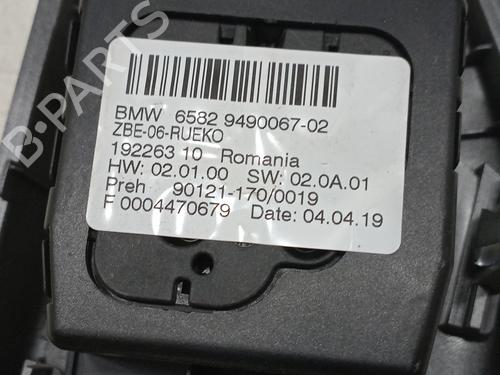 B-PARTS
BMW 6582 9490067-02
ZBE-06-RUEKO
192263 10 Romania
HW: 02.01.00 SW: 02.0A.01
Preh 90121-170/0019
F 0004470679 Date: 04.04.19